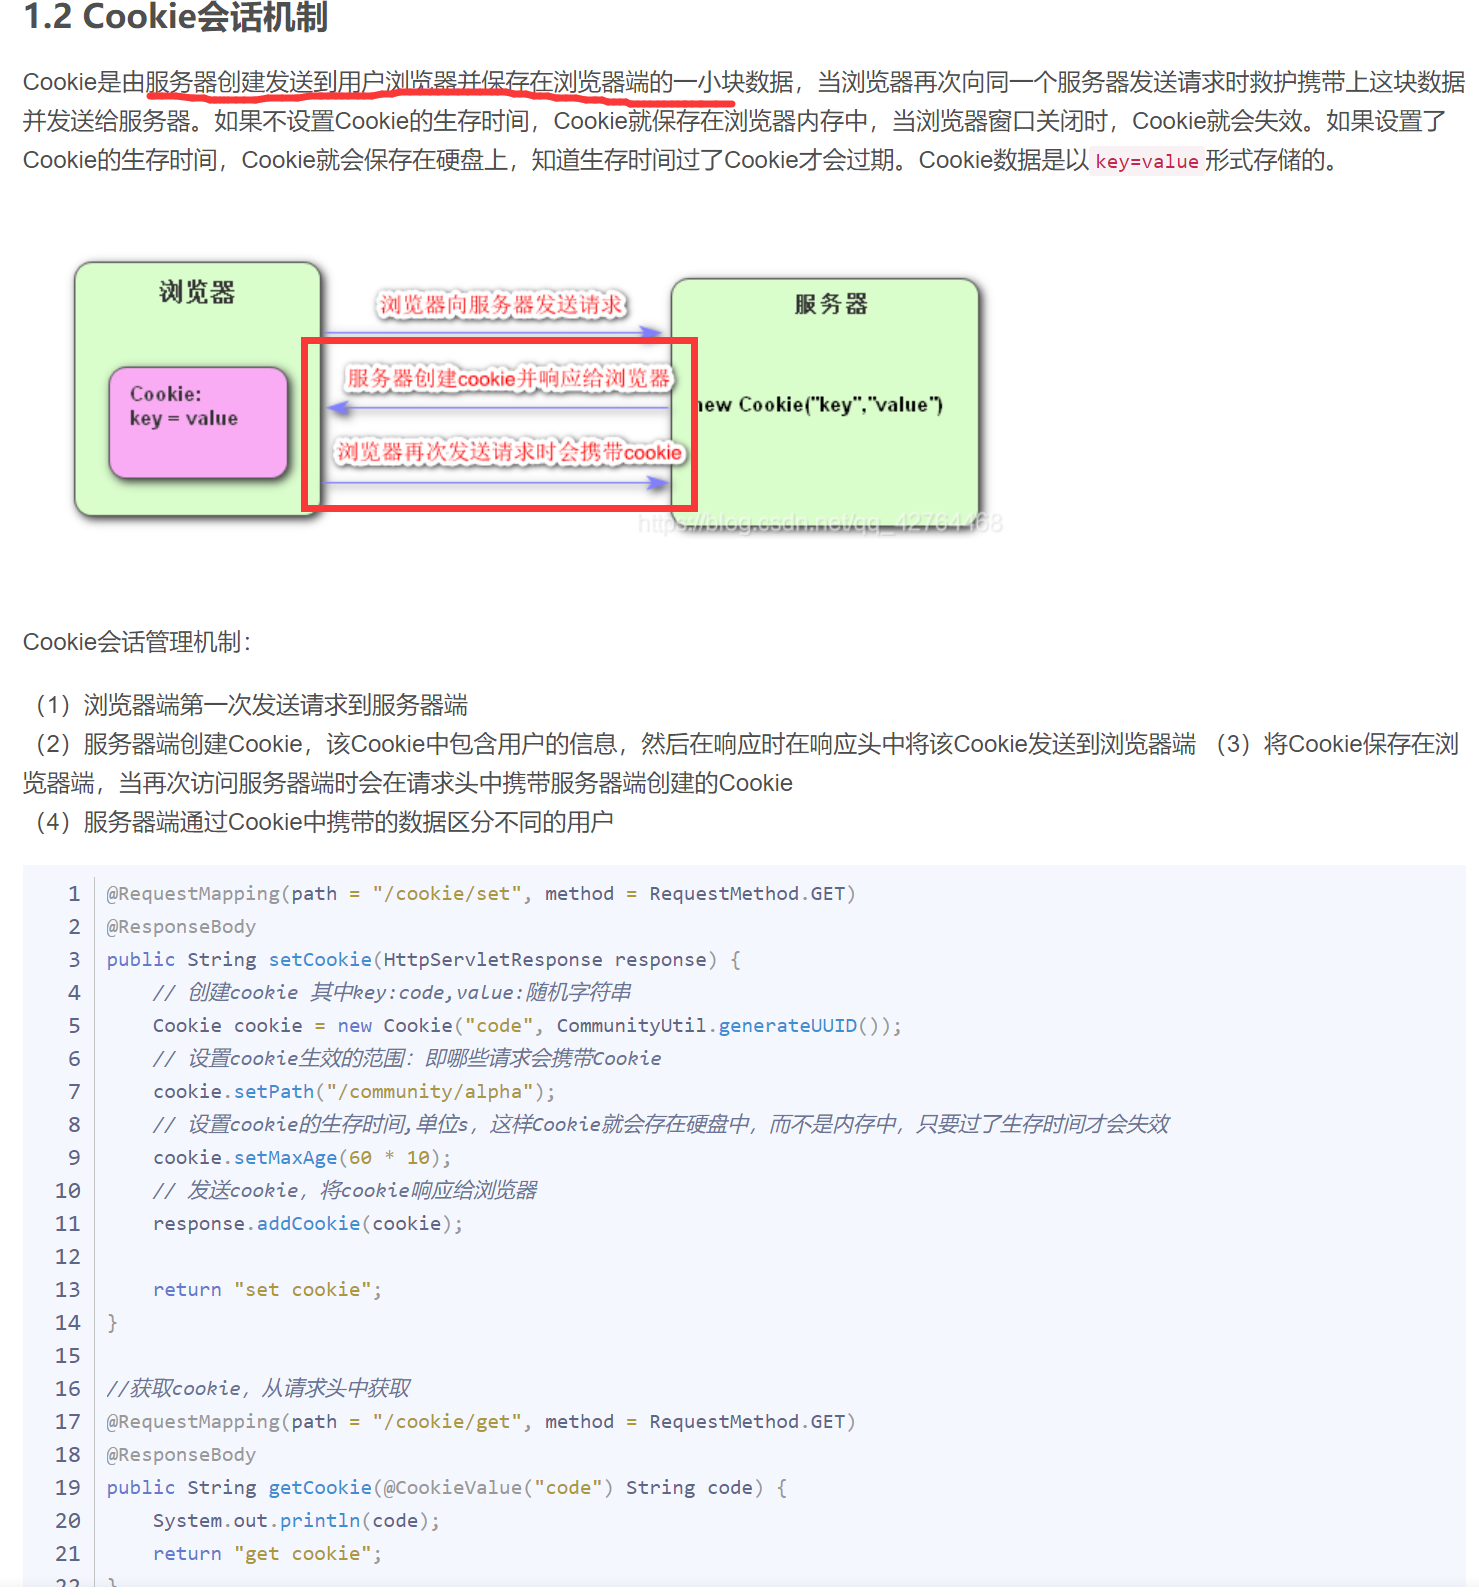 1.2 Cookie会话机制
Cookie是由服务器创建发送到用户浏览器并保存在浏览器端的一小块数据，当浏览器再次向同一个服务器发送请求时救护携带上这块数据
并发送给服务器。如果不设置Cookie的生存时间，Cookie就保存在浏览器内存中，当浏览器窗口关闭时，Cookie就会失效。如果设置了
Cookie的生存时间，Cookie就会保存在硬盘上，知道生存时间过了Cookie才会过期。Cookie数据是以 key=value 形式存储的。
浏览器
服务器
浏览器向服务器发送请求
服务器创建cookie并响应给浏览器
Cookie:
key = value
new Cookie("key","value")
浏览器再次发送请求时会携带cookie
https://blog.csdn.net/qq_42764468
Cookie会话管理机制：
（1）浏览器端第一次发送请求到服务器端
（2）服务器端创建Cookie，该Cookie中包含用户的信息，然后在响应时在响应头中将该Cookie发送到浏览器端 （3）将Cookie保存在浏
览器端，当再次访问服务器端时会在请求头中携带服务器端创建的Cookie
（4）服务器端通过Cookie中携带的数据区分不同的用户
1 @RequestMapping(path = "/cookie/set", method = RequestMethod.GET)
2 @ResponseBody
3 public String setCookie(HttpServletResponse response) {
4 // 创建cookie 其中key:code,value:随机字符串
5 Cookie cookie = new Cookie("code", CommunityUtil.generateUUID());
6 // 设置cookie生效的范围：即哪些请求会携带Cookie
7 cookie.setPath("/community/alpha");
8 // 设置cookie的生存时间,单位s，这样Cookie就会存在硬盘中，而不是内存中，只要过了生存时间才会失效
9 cookie.setMaxAge(60 * 10);
10 // 发送cookie，将cookie响应给浏览器
11 response.addCookie(cookie);
12
13 return "set cookie";
14 }
15
16 //获取cookie，从请求头中获取
17 @RequestMapping(path = "/cookie/get", method = RequestMethod.GET)
18 @ResponseBody
19 public String getCookie(@CookieValue("code") String code) {
20 System.out.println(code);
21 return "get cookie";
22 }